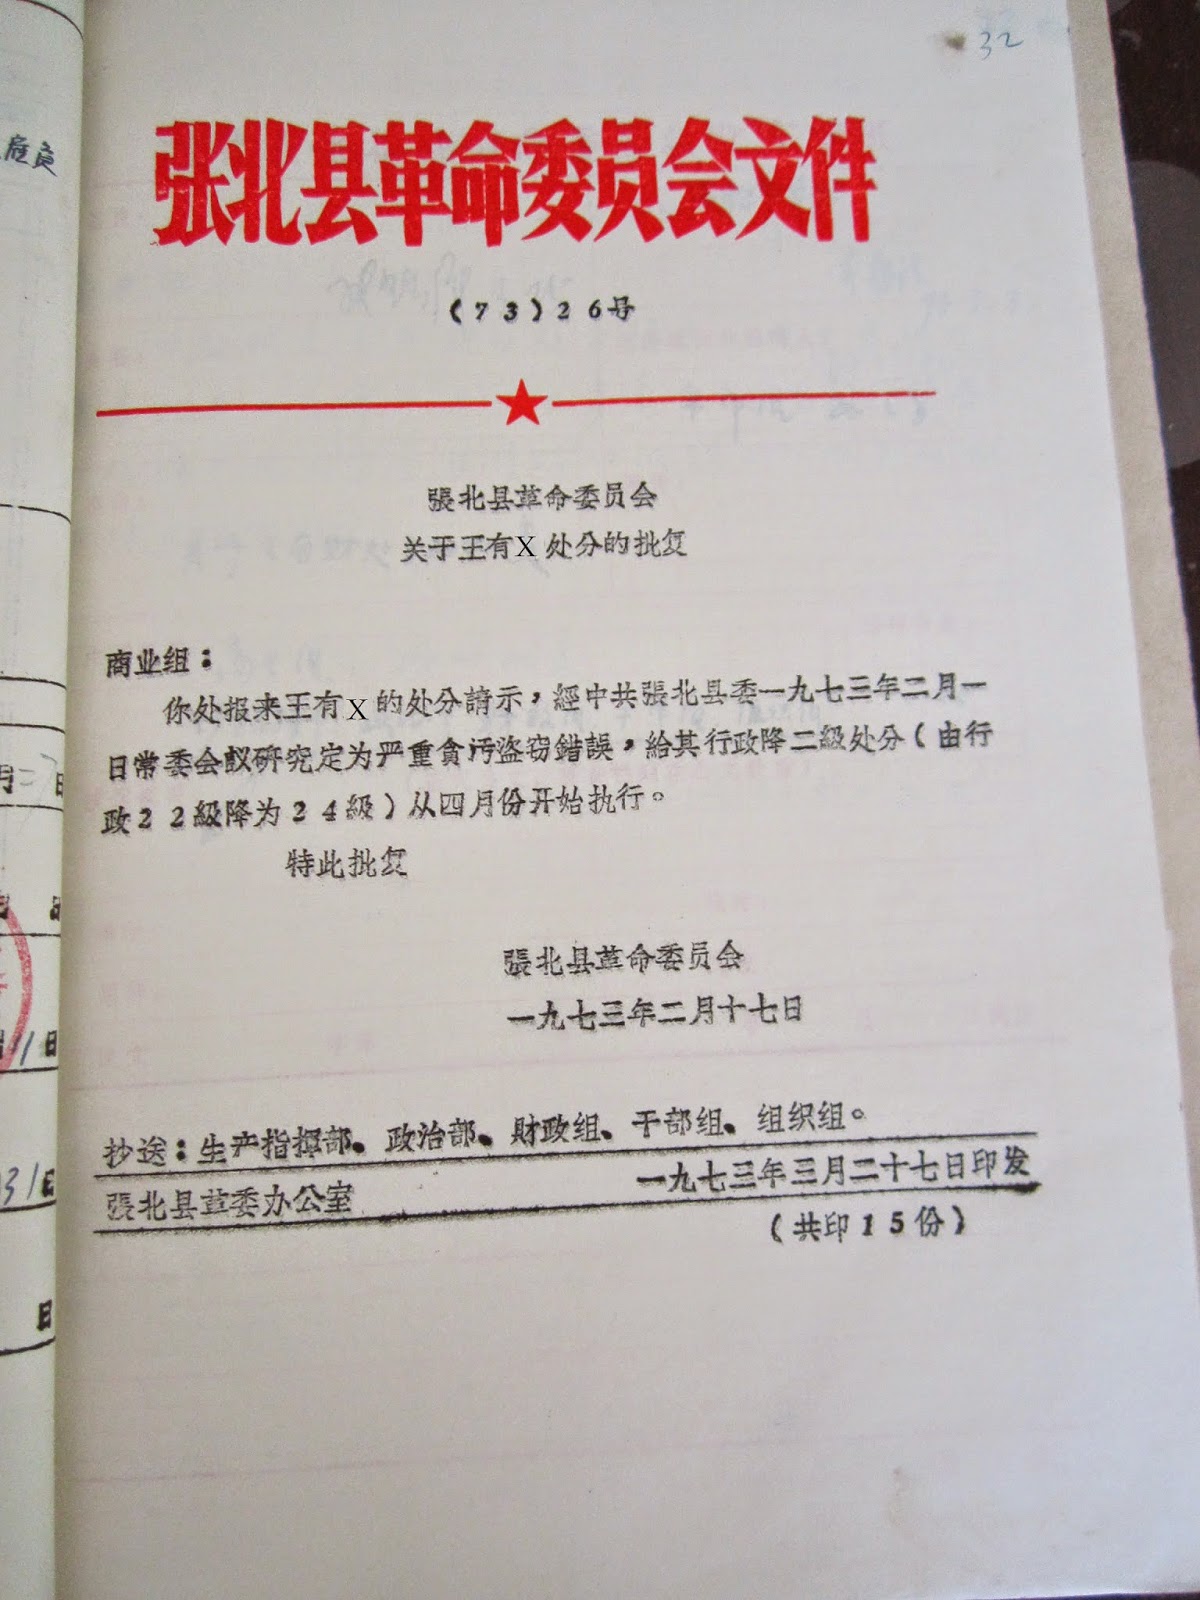 32
张北县革命委员会文件
(73)26号
張北县革命委员会
关于王有X处分的批复
商业组：
你处报来王有X的处分請示，經中共張北县委一九七三年二月一
日常委会議研究定为严重貪污盜窃錯誤，給其行政降二級处分（由行
政22級降为24級）从四月份开始执行。
特此批复
張北县革命委员会
一九七三年二月十七日
抄送：生产指揮部、政治部、財政組、干部組、組织組。
張北县革委办公室 一九七三年三月二十七日印发
（共印15份）